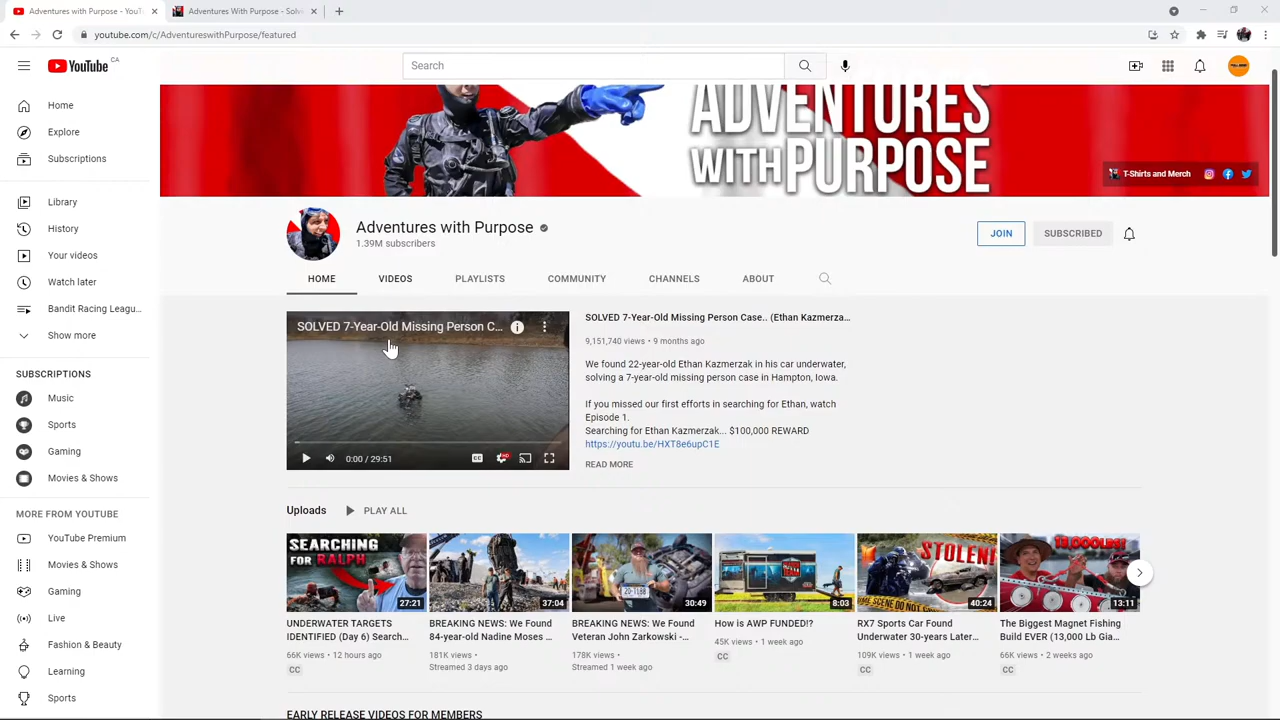 Adventures with Purpose - YouT
Adventures With Purpose - Solv
youtube.com/c/AdventureswithPurpose/featured
YouTube CA
Search
Home
Explore
Subscriptions
Library
History
Your videos
Watch later
Bandit Racing Leagu...
Show more
SUBSCRIPTIONS
Music
Sports
Gaming
Movies & Shows
MORE FROM YOUTUBE
YouTube Premium
Movies & Shows
Gaming
Live
Fashion & Beauty
Learning
Sports
ADVENTURES
WITH PURPOSE
T-Shirts and Merch
Adventures with Purpose
1.39M subscribers
JOIN
SUBSCRIBED
HOME VIDEOS PLAYLISTS COMMUNITY CHANNELS ABOUT
SOLVED 7-Year-Old Missing Person C...
0:00 / 29:51
CC
HD
SOLVED 7-Year-Old Missing Person Case.. (Ethan Kazmerza...
9,151,740 views • 9 months ago
We found 22-year-old Ethan Kazmerzak in his car underwater,
solving a 7-year-old missing person case in Hampton, Iowa.
If you missed our first efforts in searching for Ethan, watch
Episode 1.
Searching for Ethan Kazmerzak... $100,000 REWARD
https://youtu.be/HXT8e6upC1E
READ MORE
Uploads PLAY ALL
SEARCHING
FOR RALPH
27:21
UNDERWATER TARGETS
IDENTIFIED (Day 6) Search...
66K views • 12 hours ago
CC
37:04
BREAKING NEWS: We Found
84-year-old Nadine Moses ...
181K views •
Streamed 3 days ago
20-1188
30:49
BREAKING NEWS: We Found
Veteran John Zarkowski -...
178K views •
Streamed 1 week ago
8:03
How is AWP FUNDED!?
45K views • 1 week ago
CC
STOLEN
SCENE DO NOT
40:24
RX7 Sports Car Found
Underwater 30-years Later...
109K views • 1 week ago
CC
13,000LBS!
13:11
The Biggest Magnet Fishing
Build EVER (13,000 Lb Gia...
66K views • 2 weeks ago
CC
EARLY RELEASE VIDEOS FOR MEMBERS